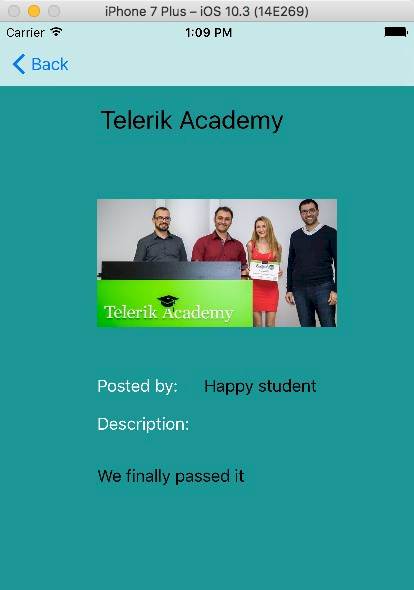 iPhone 7 Plus – iOS 10.3 (14E269)
Carrier 1:09 PM
Back
Telerik Academy
Telerik Academy
Posted by: Happy student
Description:
We finally passed it